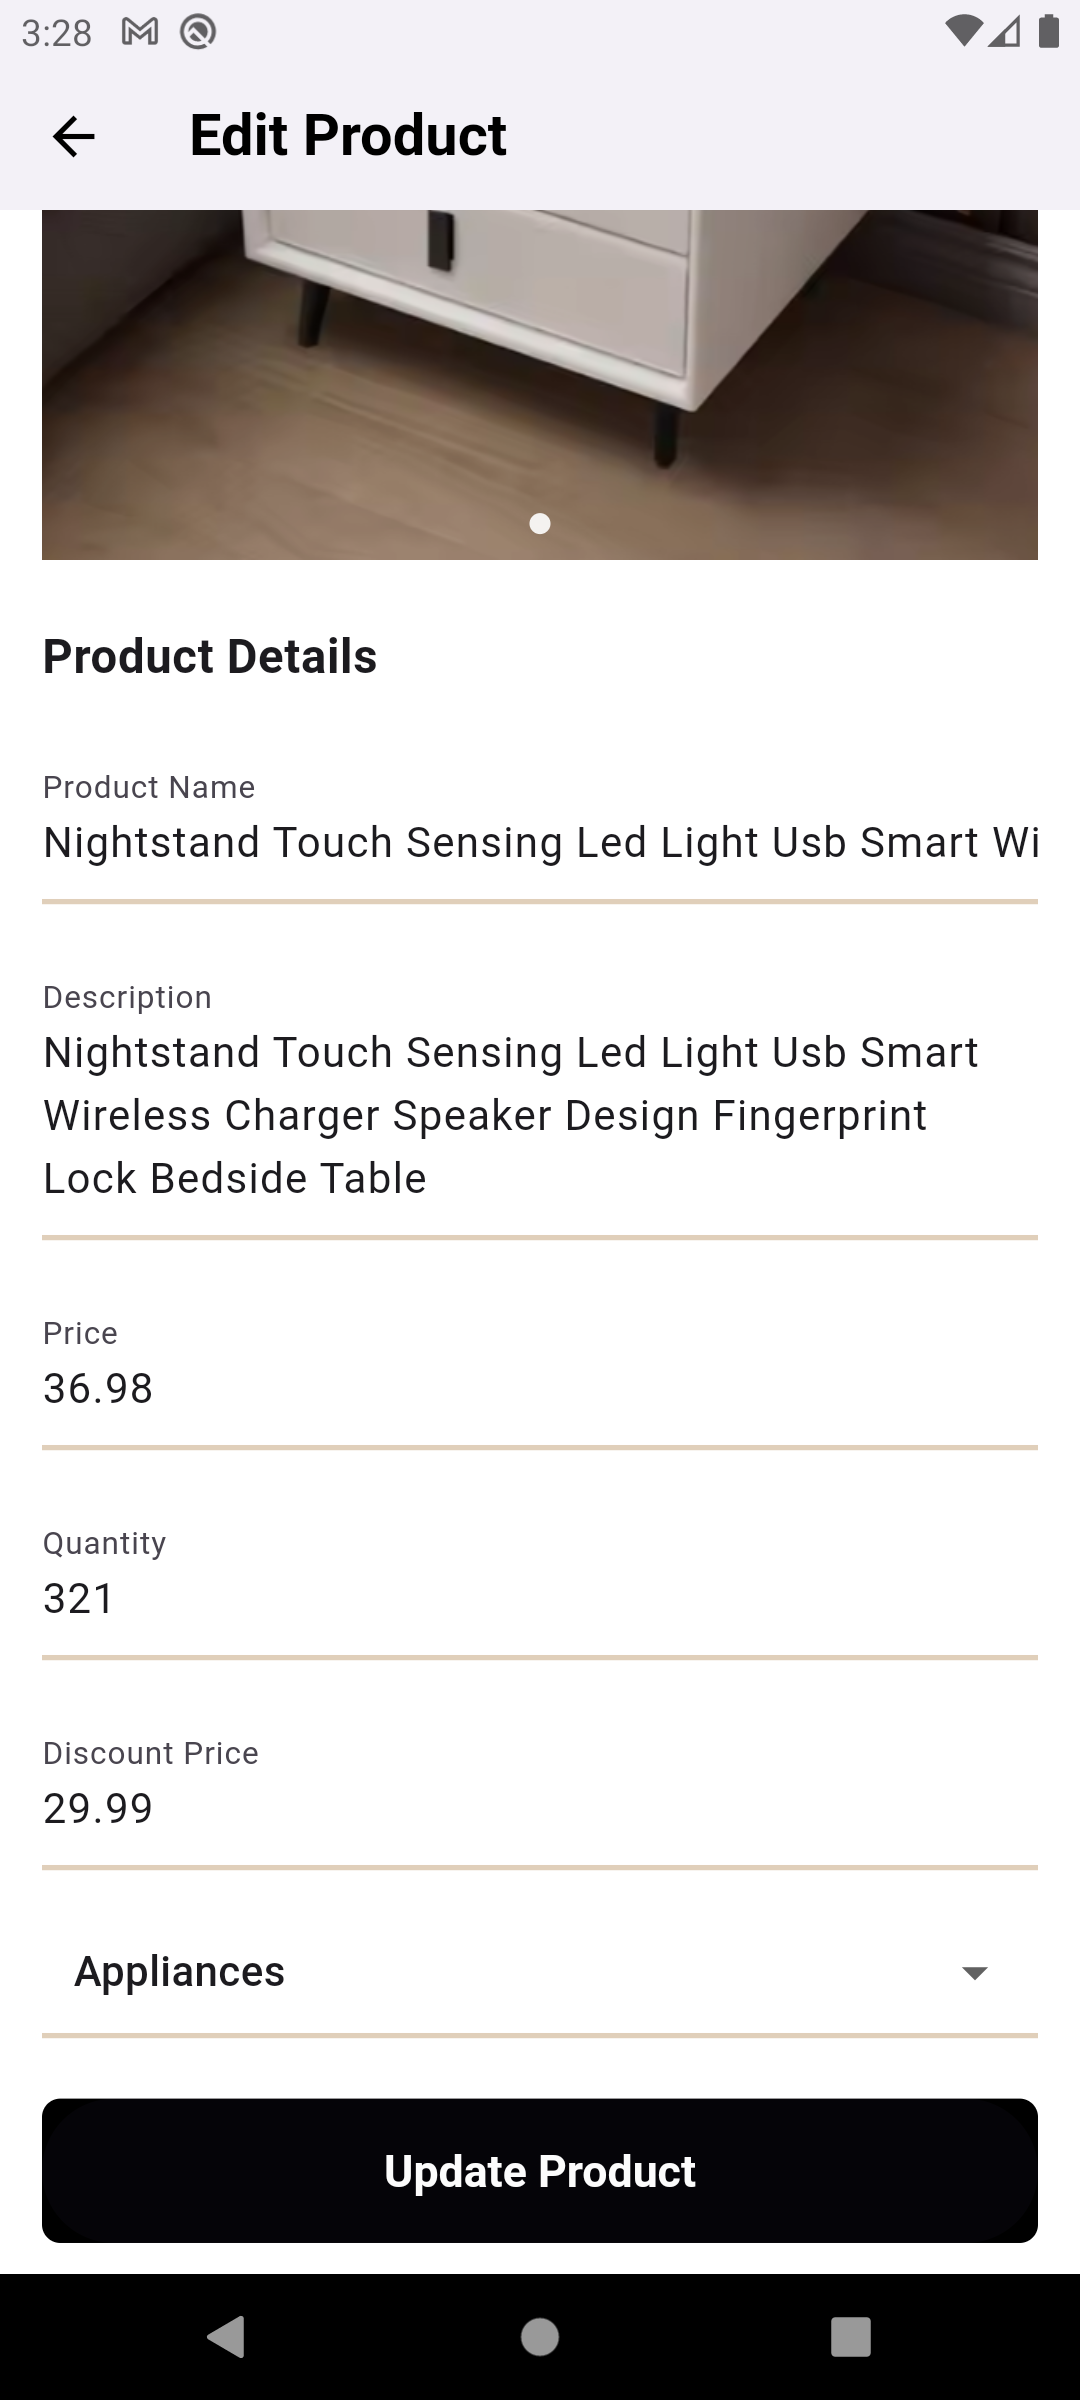 3:28
Edit Product
Product Details
Product Name
Nightstand Touch Sensing Led Light Usb Smart Wi
Description
Nightstand Touch Sensing Led Light Usb Smart
Wireless Charger Speaker Design Fingerprint
Lock Bedside Table
Price
36.98
Quantity
321
Discount Price
29.99
Appliances
Update Product